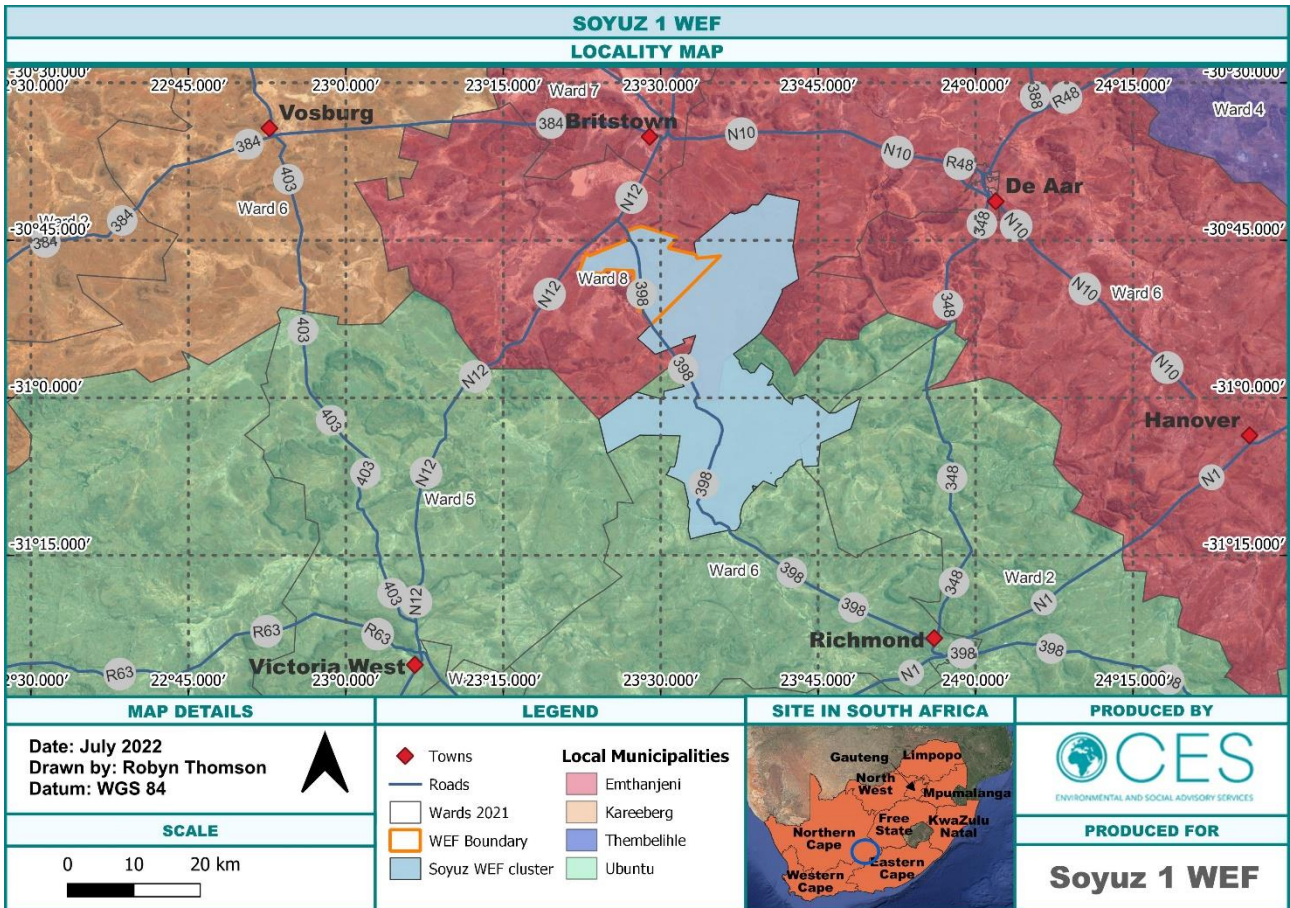 SOYUZ 1 WEF
LOCALITY MAP
-30°30.000′
-30°30.000′
22°45.000′
23°0.000′
23°15.000′
23°30.000′
23°45.000′
24°0.000′
24°15.000′
2°30.000′
Ward 7
388
R48
Ward 4
Vosburg
384
Britstown
N10
384
N10
R48
403
Ward 6
N12
De Aar
Ward 2
384
384
348
N10
-30°45.000′
-30°45.000′
Ward 8
N12
398
N10
Ward 6
403
348
N12
398
N10
-31°0.000′
-31°0.000′
403
Hanover
403
N12
Ward 5
398
348
N1
-31°15.000′
-31°15.000′
Ward 6
398
348
Ward 2
403
N12
398
N1
R63
R63
Richmond
398
398
R63
Victoria West
N1
2°30.000′
22°45.000′
23°0.000′
23°15.000′
23°30.000′
23°45.000′
24°0.000′
24°15.000′
MAP DETAILS
Date: July 2022
Drawn by: Robyn Thomson
Datum: WGS 84
SCALE
0 10 20 km
LEGEND
Towns
Roads
Wards 2021
WEF Boundary
Soyuz WEF cluster
Local Municipalities
Emthanjeni
Kareeberg
Thembelihle
Ubuntu
SITE IN SOUTH AFRICA
Gauteng
Limpopo
North
West
Mpumalanga
Free
State
KwaZulu
Natal
Northern
Cape
Eastern
Cape
Western
Cape
PRODUCED BY
CES
ENVIRONMENTAL AND SOCIAL ADVISORY SERVICES
PRODUCED FOR
Soyuz 1 WEF